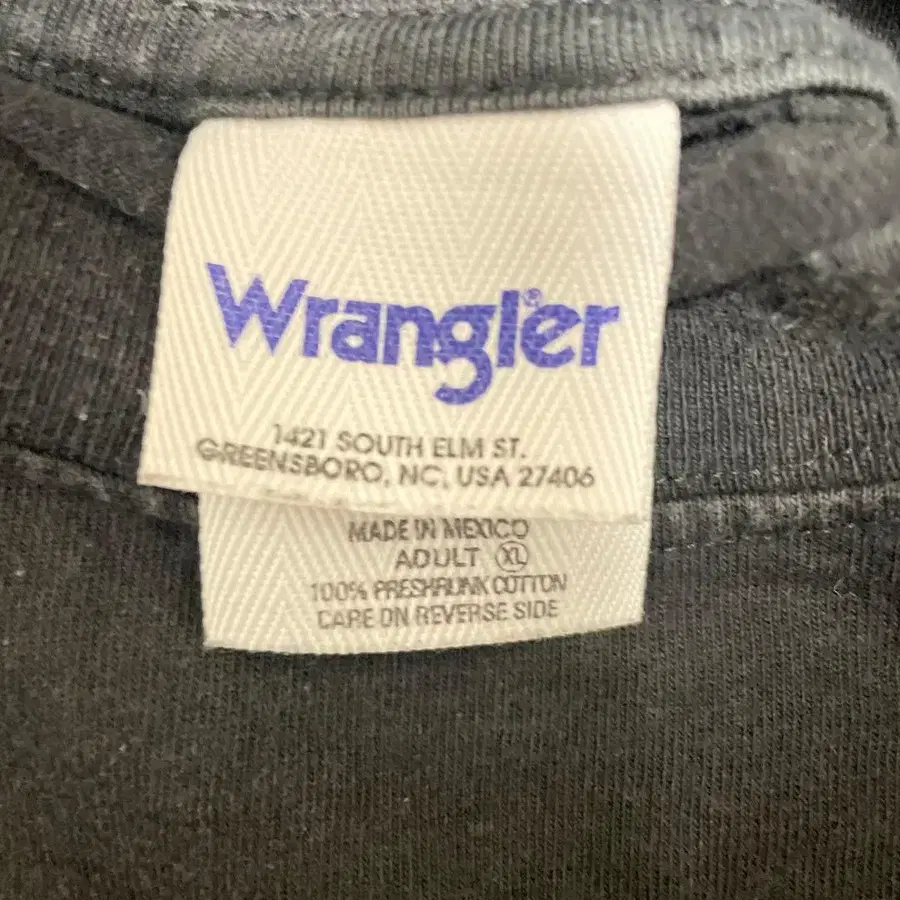 Wrangler®
1421 SOUTH ELM ST.
GREENSBORO, NC, USA 27406
MADE IN MEXICO
ADULT XL
100% PRESHRUNK COTTON
CARE ON REVERSE SIDE